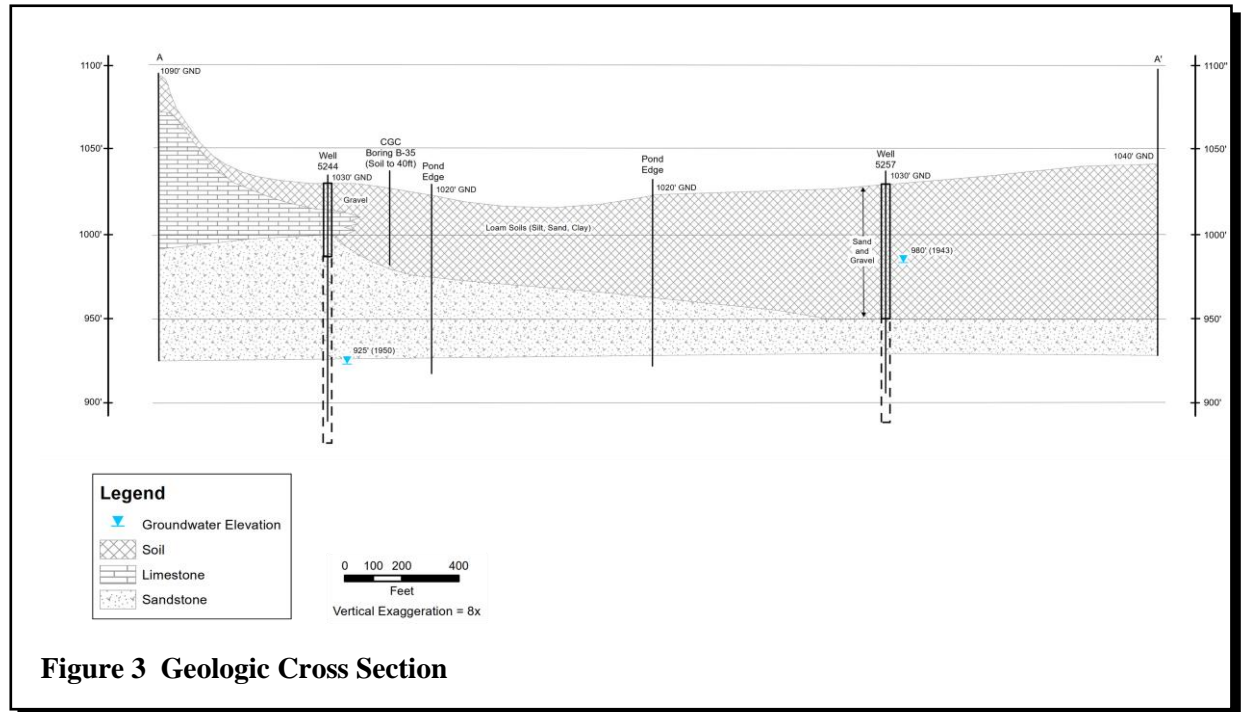 A
A'
1100'
1100"
1090' GND
CGC
Boring B-35
(Soil to 40ft)
1050'
1050'
Well
5244
Pond
Edge
Pond
Edge
Well
5257
1040' GND
1030' GND
1020' GND
1020' GND
1030' GND
Gravel
Loam Soils (Silt, Sand, Clay)
1000'
1000'
Sand
and
Gravel
980' (1943)
950'
950'
925' (1950)
900'
900'
Legend
Groundwater Elevation
Soil
Limestone
Sandstone
0 100 200 400
Feet
Vertical Exaggeration = 8x
Figure 3 Geologic Cross Section